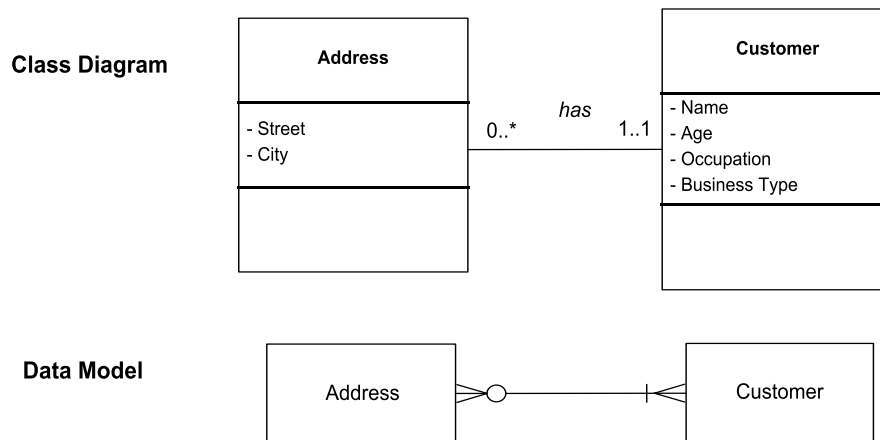 Class Diagram
Address
- Street
- City
0..*
has
1..1
Customer
- Name
- Age
- Occupation
- Business Type
Data Model
Address
Customer